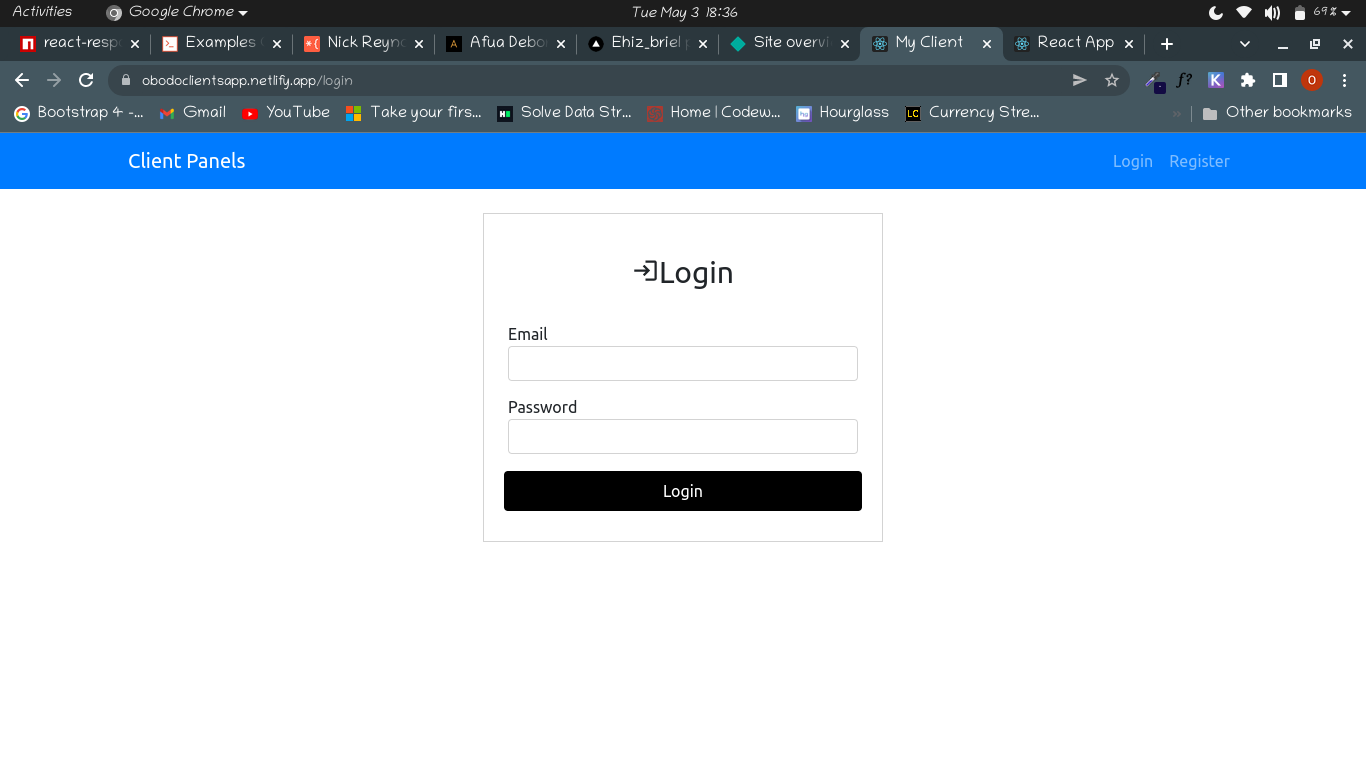 Activities Google Chrome Tue May 3 18:36 69 %
react-resp Examples Nick Reyn Afua Debo Ehiz_briel Site overvi My Client React App
obodoclientsapp.netlify.app/login f? K O
Bootstrap 4 -... Gmail YouTube Take your firs... Solve Data Str... Home | Codew... Hourglass LC Currency Stre... » Other bookmarks
Client Panels Login Register
Login
Email
Password
Login